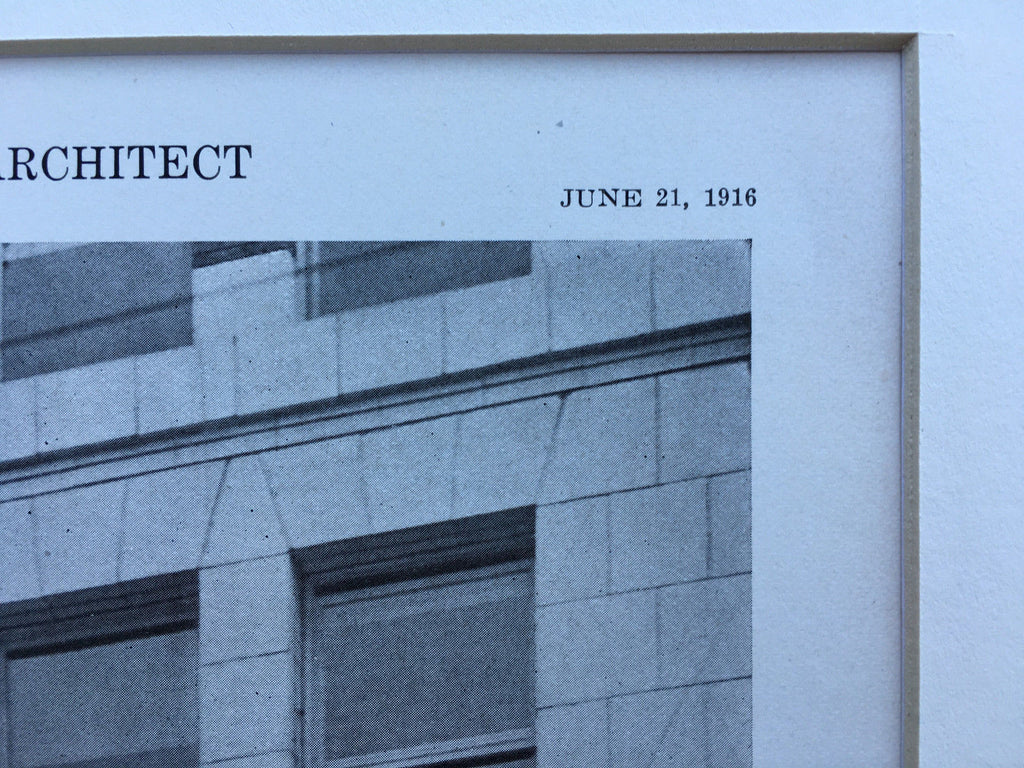 ARCHITECT
JUNE 21, 1916